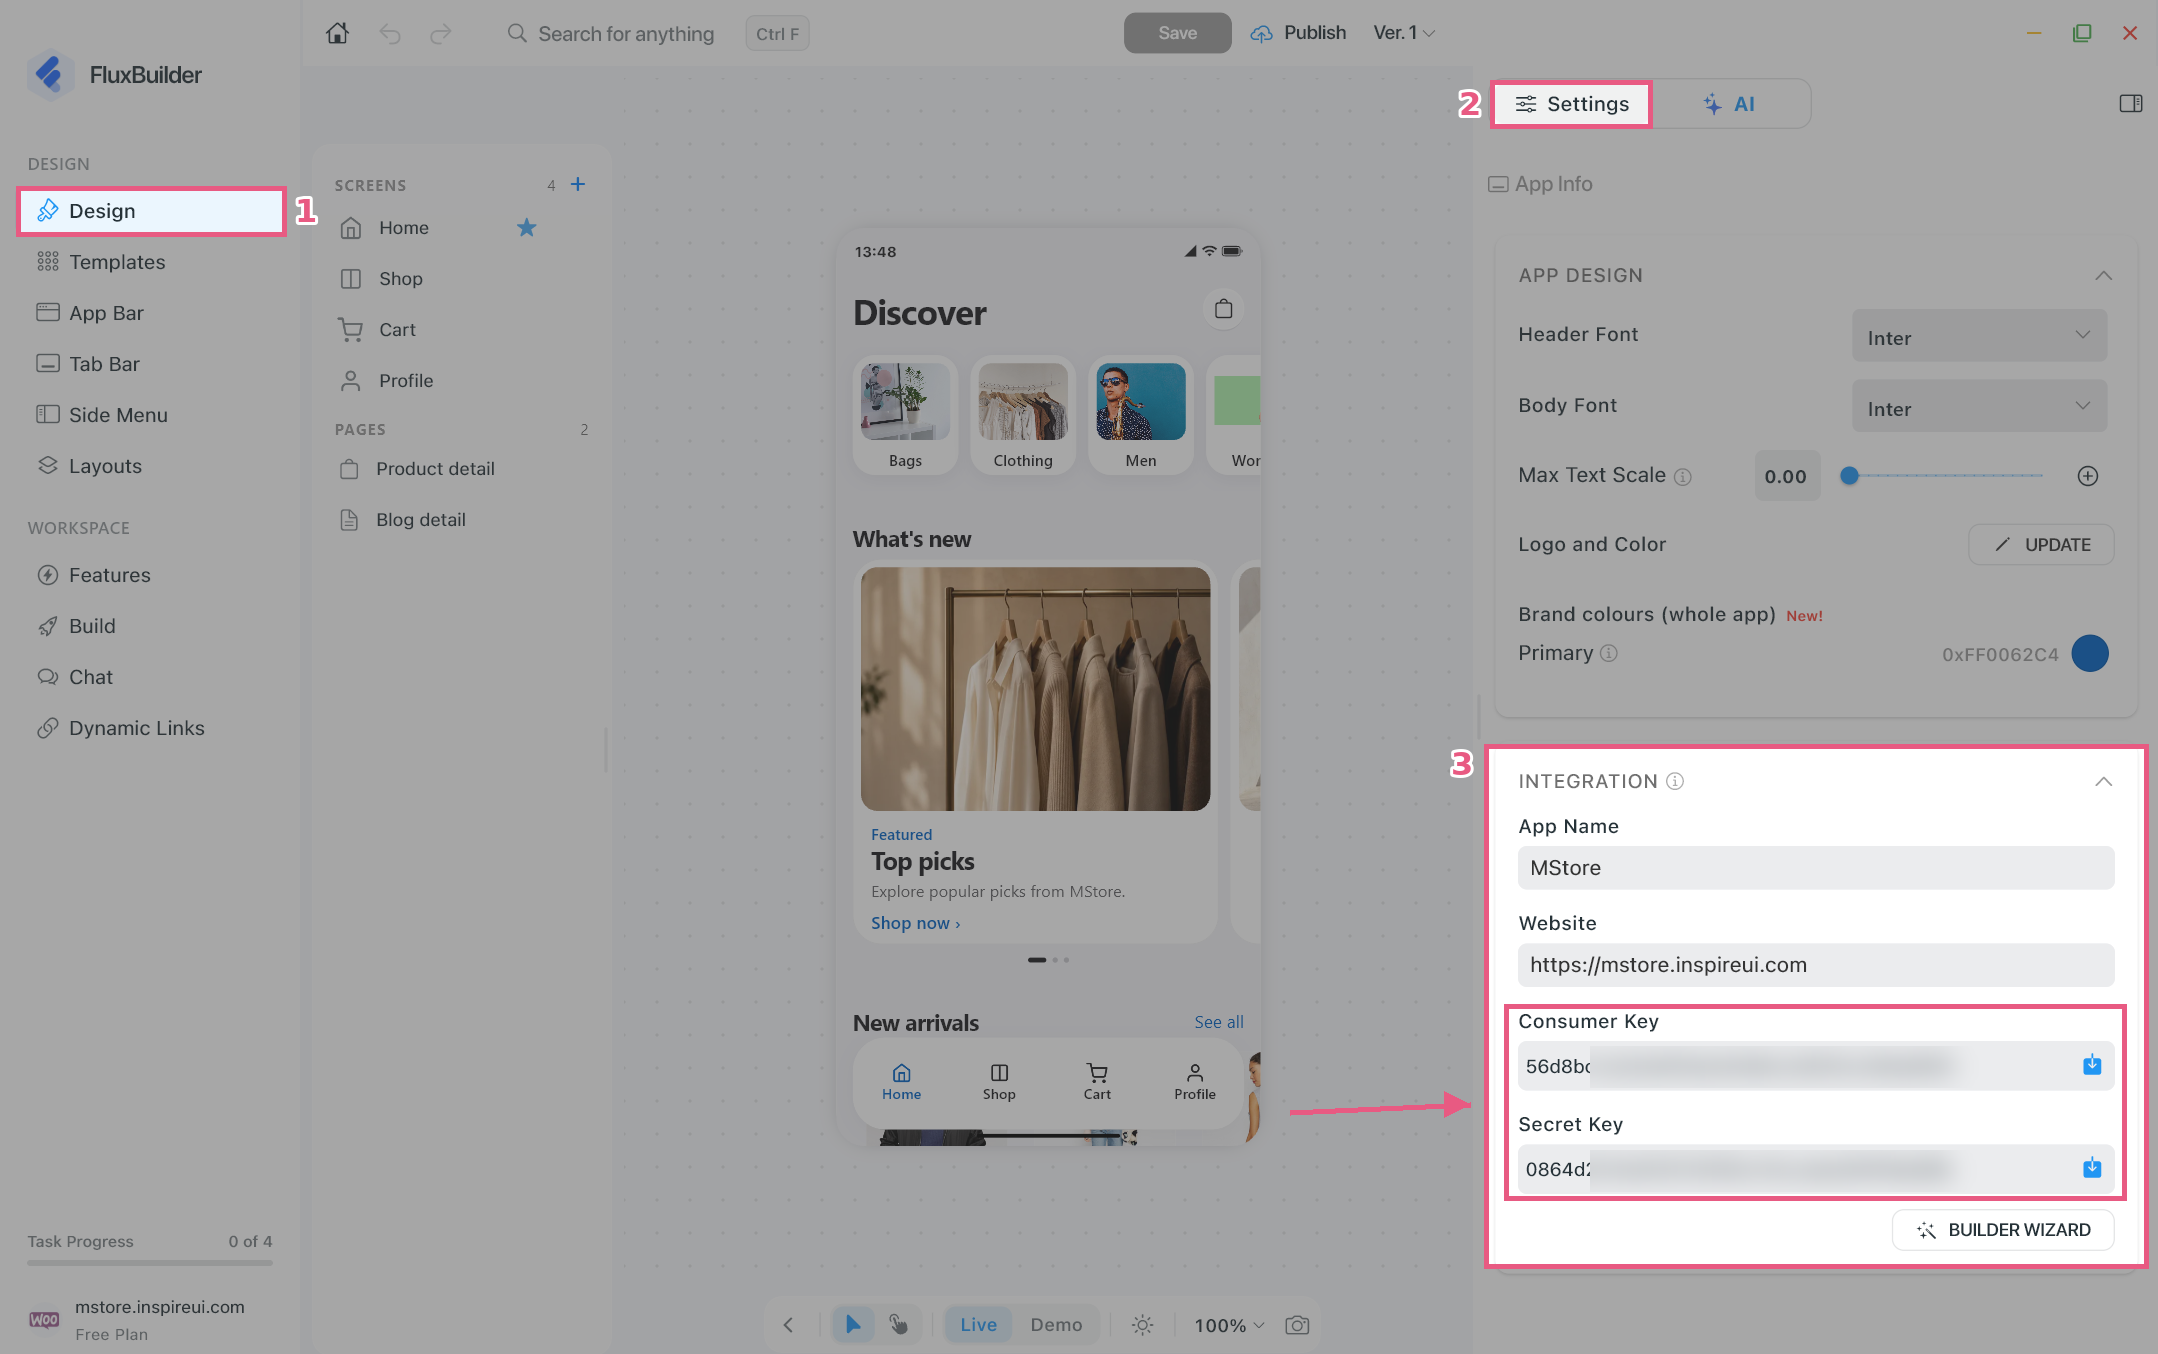 FluxBuilder
Search for anything
Ctrl F
Save
Publish
Ver. 1
DESIGN
1
Design
Templates
App Bar
Tab Bar
Side Menu
Layouts
WORKSPACE
Features
Build
Chat
Dynamic Links
Task Progress
0 of 4
WOO
mstore.inspireui.com
Free Plan
SCREENS
4
Home
Shop
Cart
Profile
PAGES
2
Product detail
Blog detail
13:48
Discover
Bags
Clothing
Men
Wor
What's new
Featured
Top picks
Explore popular picks from MStore.
Shop now ›
New arrivals
See all
Home
Shop
Cart
Profile
Live
Demo
100%
2
Settings
AI
App Info
APP DESIGN
Header Font
Inter
Body Font
Inter
Max Text Scale
0.00
Logo and Color
UPDATE
Brand colours (whole app) New!
Primary
0xFF0062C4
3
INTEGRATION
App Name
MStore
Website
https://mstore.inspireui.com
Consumer Key
56d8b
Secret Key
0864d
BUILDER WIZARD